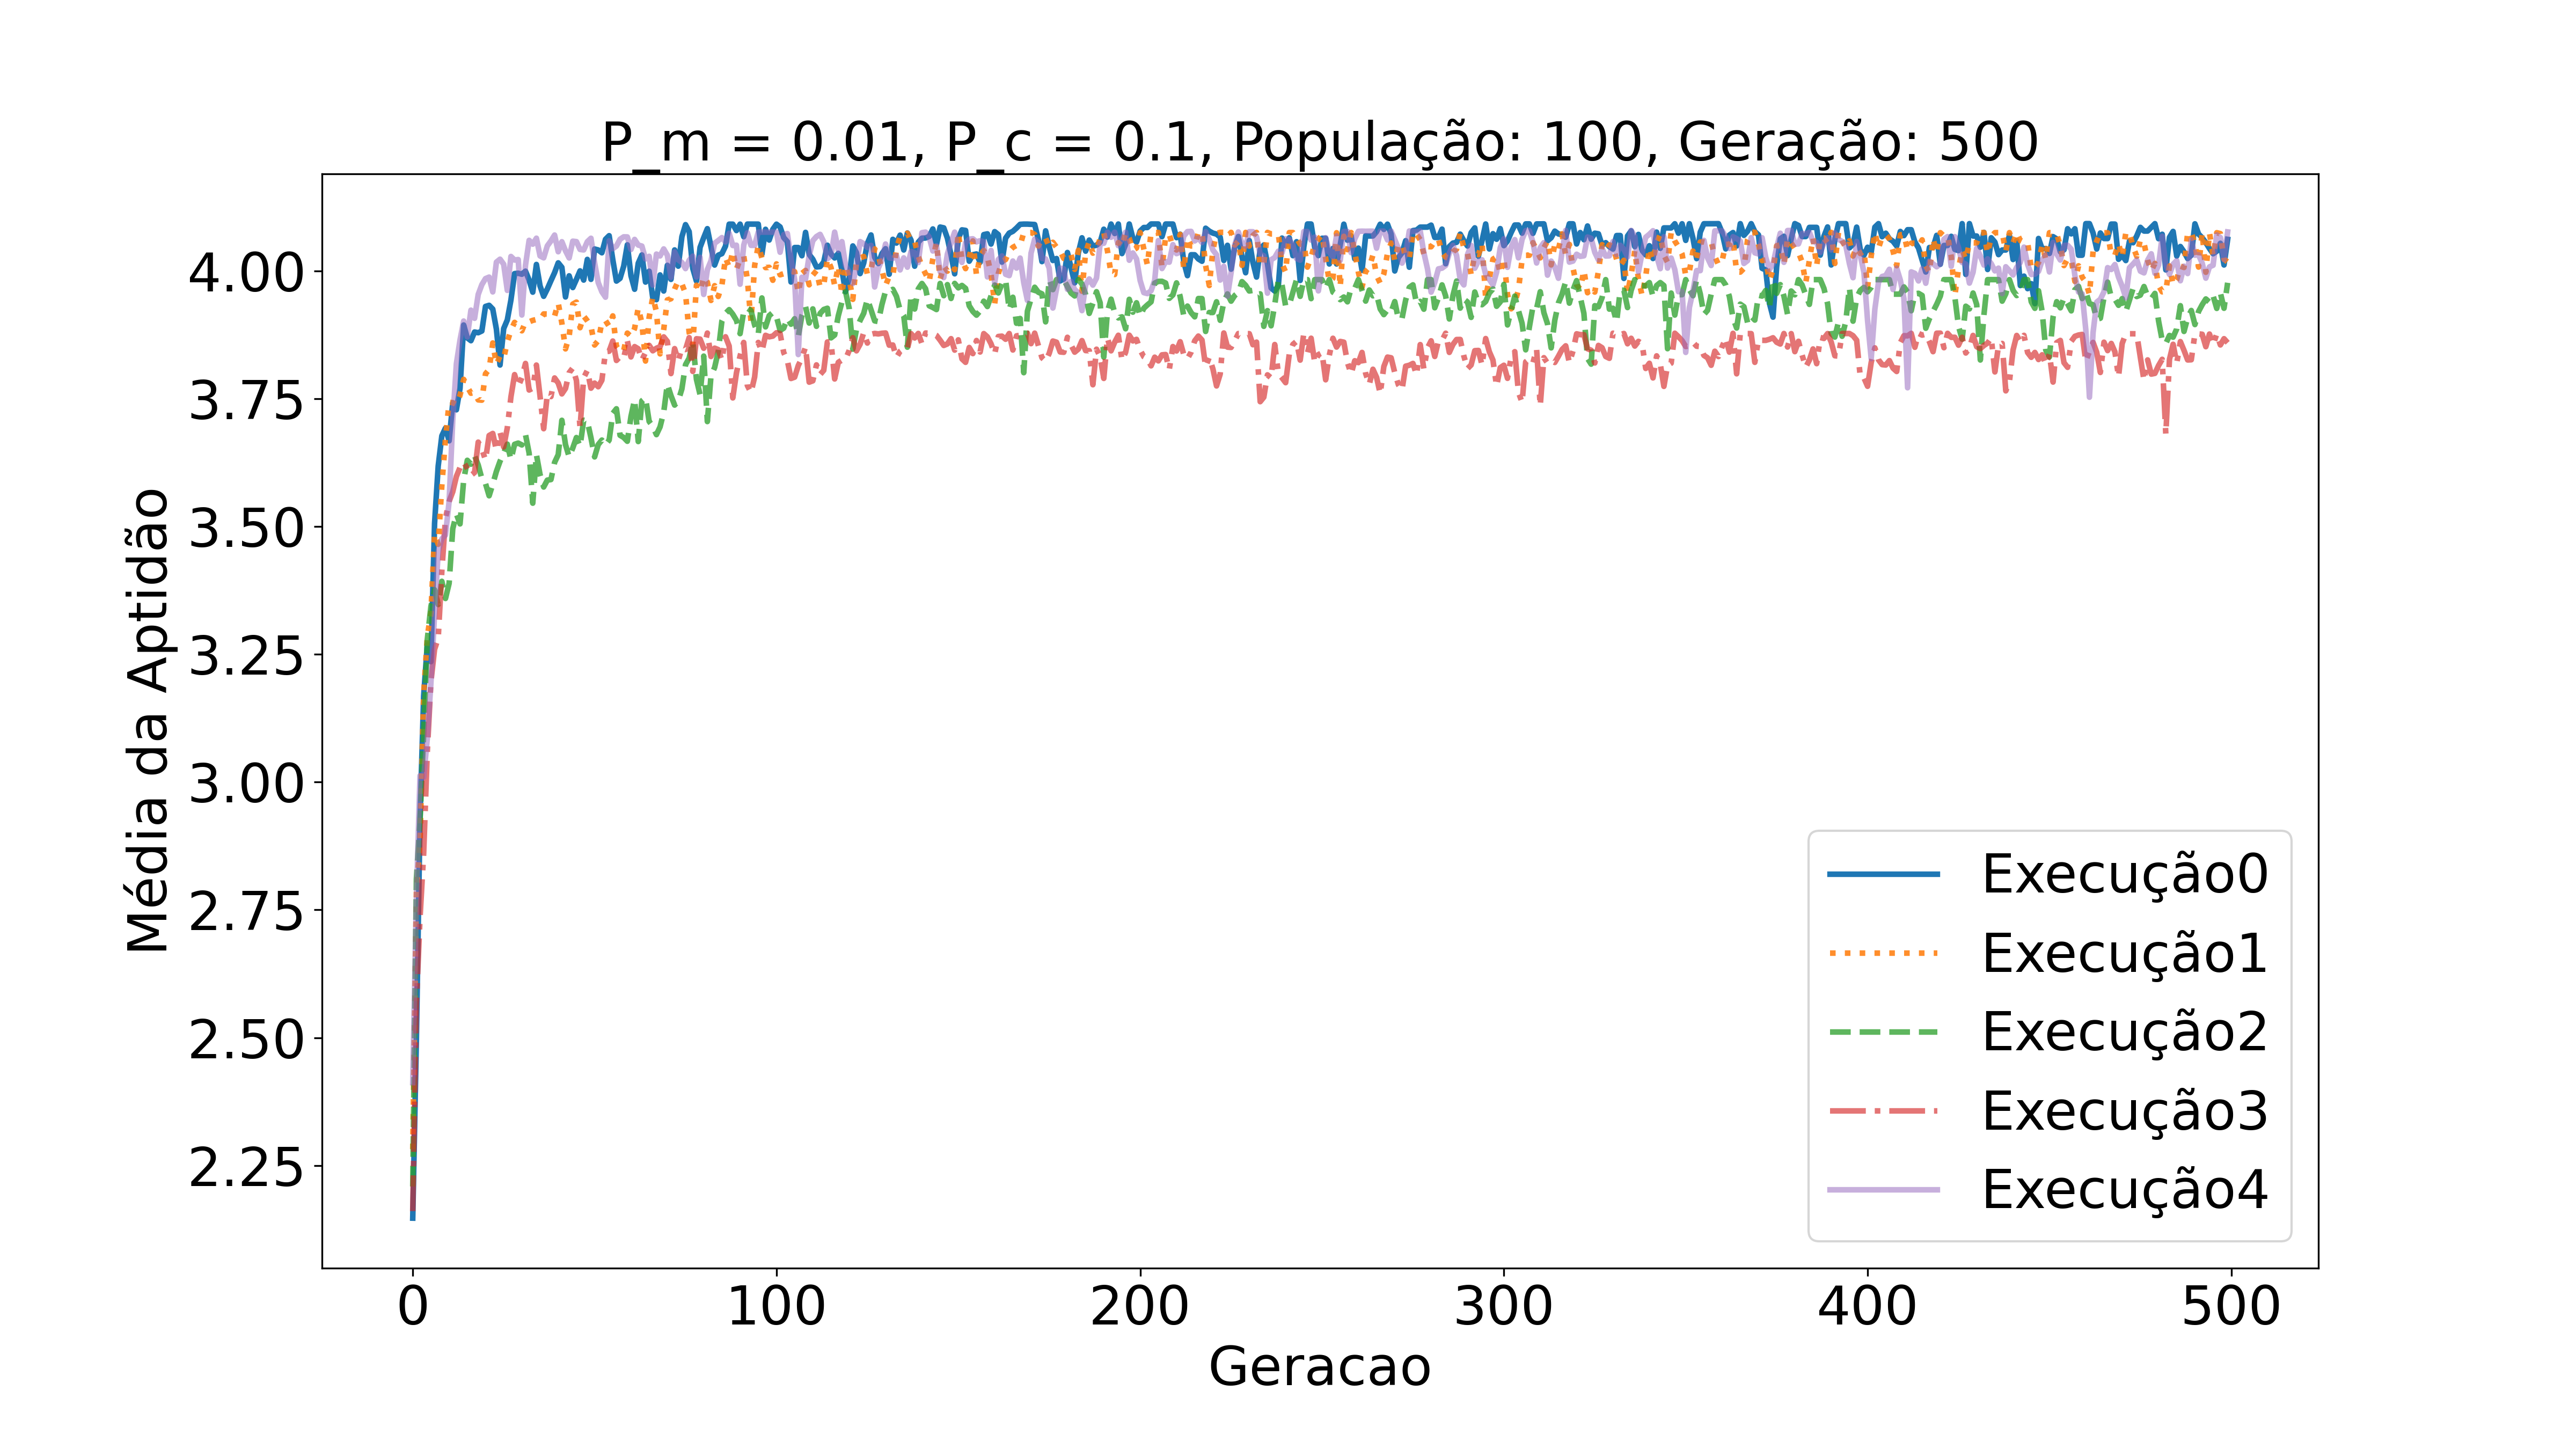 P_m = 0.01, P_c = 0.1, População: 100, Geração: 500
Média da Aptidão
4.00
3.75
3.50
3.25
3.00
2.75
2.50
2.25
Execução0
Execução1
Execução2
Execução3
Execução4
0 100 200 300 400 500
Geracao